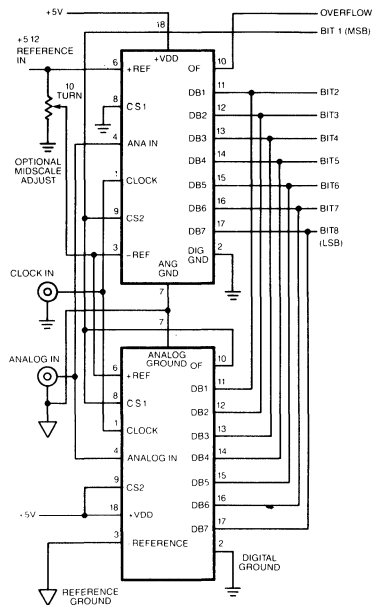 +5V
18
OVERFLOW
BIT 1 (MSB)
+5 12
REFERENCE
IN
6
+VDD
+REF
OF
10
10
TURN
8
CS1
DB1
11
BIT2
DB2
12
BIT3
4
ANA IN
DB3
13
BIT4
OPTIONAL
MIDSCALE
ADJUST
DB4
14
BIT5
1
CLOCK
DB5
15
BIT6
9
CS2
DB6
16
BIT7
3
-REF
DB7
17
BIT8
(LSB)
ANG
GND
DIG
GND
2
CLOCK IN
7
7
ANALOG IN
ANALOG
GROUND
OF
10
6
+REF
DB1
11
8
CS1
DB2
12
1
CLOCK
DB3
13
4
ANALOG IN
DB4
14
9
CS2
DB5
15
+5V
18
+VDD
DB6
16
3
-REFERENCE
DB7
17
2
REFERENCE
GROUND
DIGITAL
GROUND